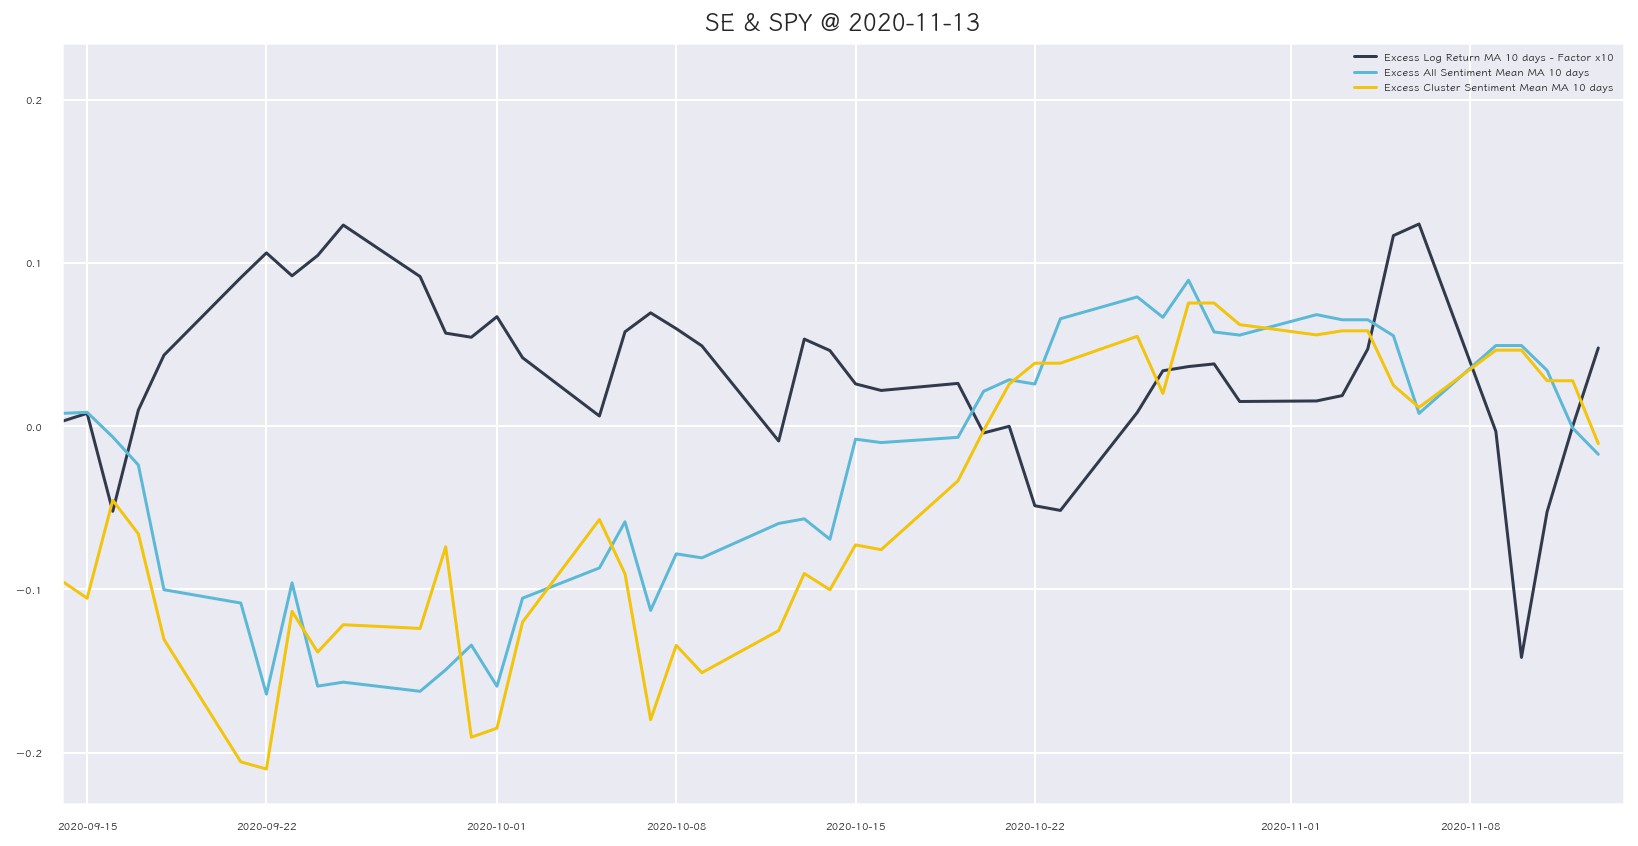 SE & SPY @ 2020-11-13
Excess Log Return MA 10 days - Factor x10
Excess All Sentiment Mean MA 10 days
Excess Cluster Sentiment Mean MA 10 days
0.2
0.1
0.0
−0.1
−0.2
2020-09-15 2020-09-22 2020-10-01 2020-10-08 2020-10-15 2020-10-22 2020-11-01 2020-11-08